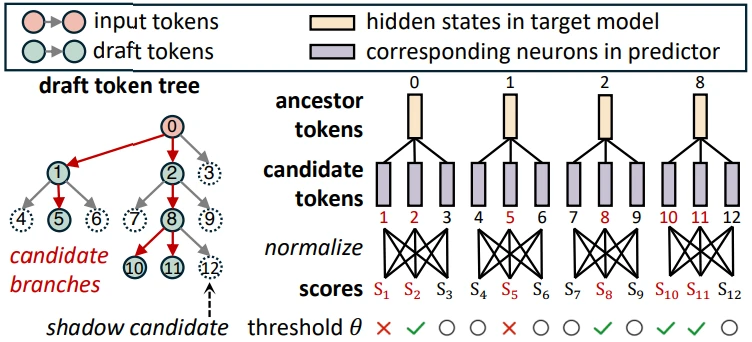 input tokens
hidden states in target model
draft tokens
corresponding neurons in predictor
draft token tree
0
1 2 3
4 5 6 7 8 9
10 11 12
candidate
branches
shadow candidate
0 1 2 8
ancestor
tokens
candidate
tokens
1 2 3 4 5 6 7 8 9 10 11 12
normalize
scores S1 S2 S3 S4 S5 S6 S7 S8 S9 S10 S11 S12
threshold θ ✗ ✓ ○ ○ ✗ ○ ○ ✓ ○ ✓ ✓ ○